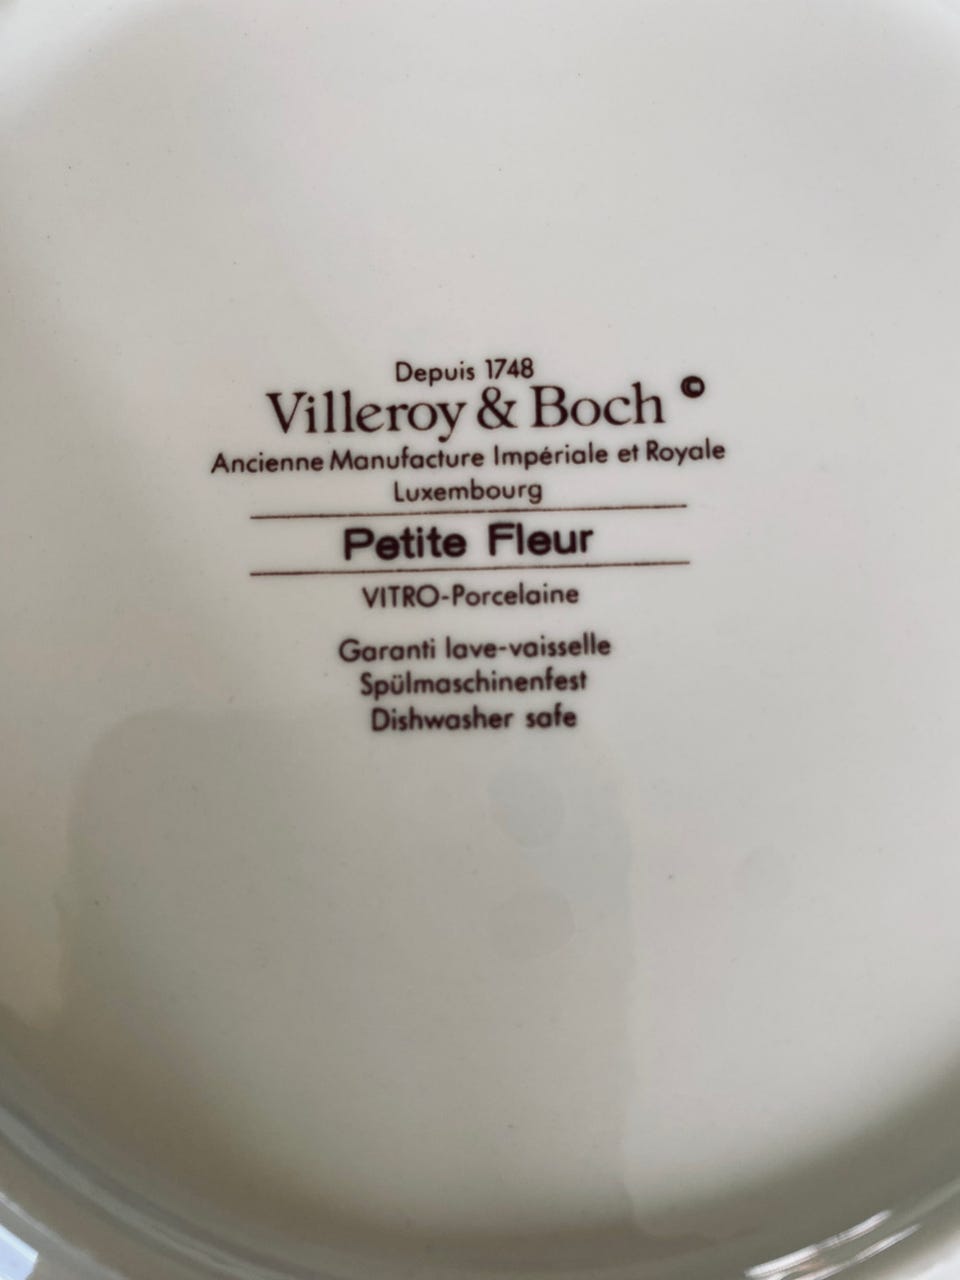 Depuis 1748
Villeroy & Boch ©
Ancienne Manufacture Impériale et Royale
Luxembourg
Petite Fleur
VITRO-Porcelaine
Garanti lave-vaisselle
Spülmaschinenfest
Dishwasher safe